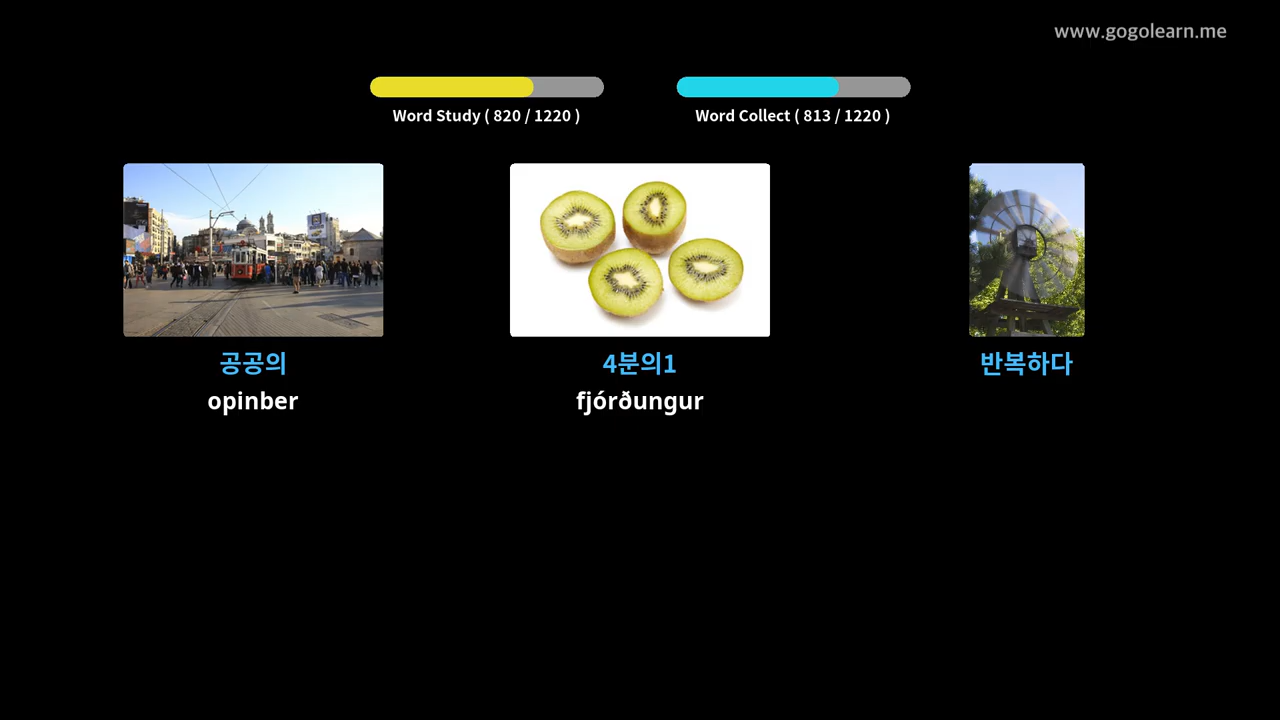 www.gogolearn.me
Word Study ( 820 / 1220 )
Word Collect ( 813 / 1220 )
공공의
opinber
4분의1
fjórðungur
반복하다